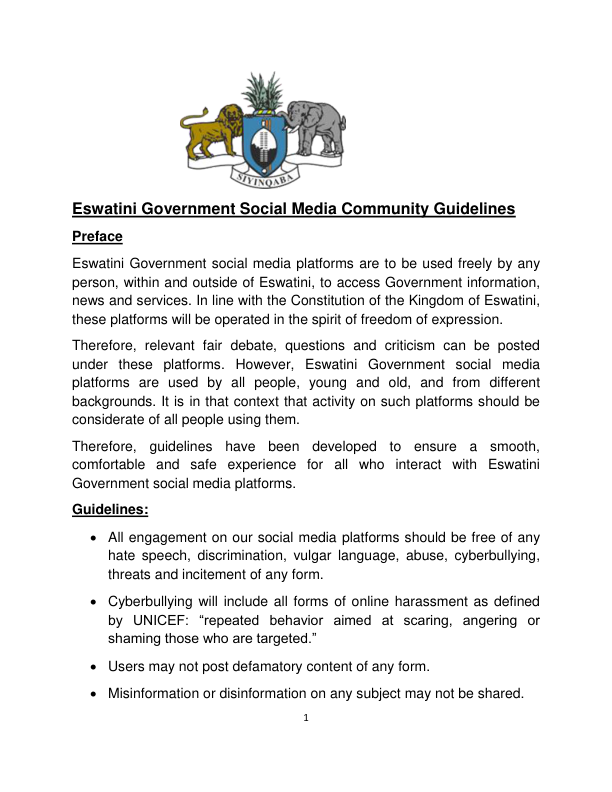 SIYINQABA
Eswatini Government Social Media Community Guidelines
Preface
Eswatini Government social media platforms are to be used freely by any
person, within and outside of Eswatini, to access Government information,
news and services. In line with the Constitution of the Kingdom of Eswatini,
these platforms will be operated in the spirit of freedom of expression.
Therefore, relevant fair debate, questions and criticism can be posted
under these platforms. However, Eswatini Government social media
platforms are used by all people, young and old, and from different
backgrounds. It is in that context that activity on such platforms should be
considerate of all people using them.
Therefore, guidelines have been developed to ensure a smooth,
comfortable and safe experience for all who interact with Eswatini
Government social media platforms.
Guidelines:
• All engagement on our social media platforms should be free of any
hate speech, discrimination, vulgar language, abuse, cyberbullying,
threats and incitement of any form.
• Cyberbullying will include all forms of online harassment as defined
by UNICEF: “repeated behavior aimed at scaring, angering or
shaming those who are targeted.”
• Users may not post defamatory content of any form.
• Misinformation or disinformation on any subject may not be shared.
1